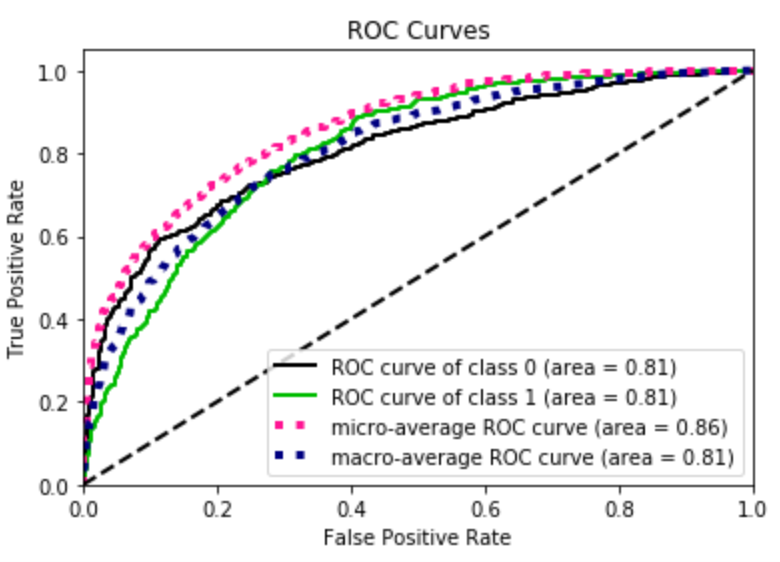 ROC Curves
True Positive Rate
1.0
0.8
0.6
0.4
0.2
0.0
ROC curve of class 0 (area = 0.81)
ROC curve of class 1 (area = 0.81)
micro-average ROC curve (area = 0.86)
macro-average ROC curve (area = 0.81)
0.0 0.2 0.4 0.6 0.8 1.0
False Positive Rate